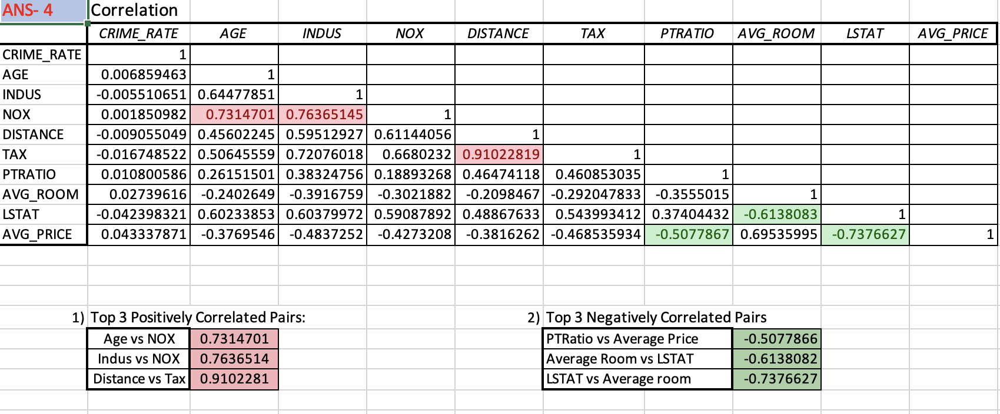 ANS- 4 Correlation
CRIME_RATE AGE INDUS NOX DISTANCE TAX PTRATIO AVG_ROOM LSTAT AVG_PRICE
CRIME_RATE 1
AGE 0.006859463 1
INDUS -0.005510651 0.64477851 1
NOX 0.001850982 0.7314701 0.76365145 1
DISTANCE -0.009055049 0.45602245 0.59512927 0.61144056 1
TAX -0.016748522 0.50645559 0.72076018 0.6680232 0.91022819 1
PTRATIO 0.010800586 0.26151501 0.38324756 0.18893268 0.46474118 0.460853035 1
AVG_ROOM 0.02739616 -0.2402649 -0.3916759 -0.3021882 -0.2098467 -0.292047833 -0.3555015 1
LSTAT -0.042398321 0.60233853 0.60379972 0.59087892 0.48867633 0.543993412 0.37404432 -0.6138083 1
AVG_PRICE 0.043337871 -0.3769546 -0.4837252 -0.4273208 -0.3816262 -0.468535934 -0.5077867 0.69535995 -0.7376627 1
1) Top 3 Positively Correlated Pairs: 2) Top 3 Negatively Correlated Pairs
Age vs NOX 0.7314701 PTRatio vs Average Price -0.5077866
Indus vs NOX 0.7636514 Average Room vs LSTAT -0.6138082
Distance vs Tax 0.9102281 LSTAT vs Average room -0.7376627